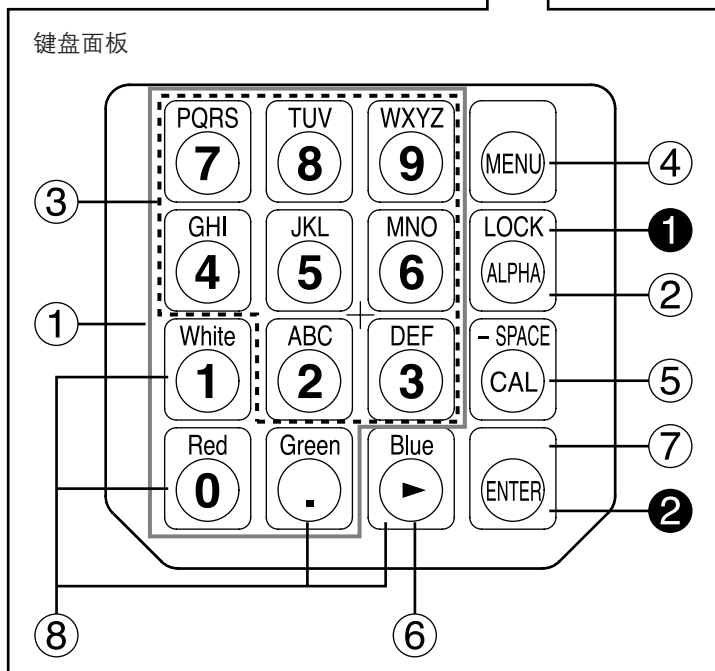 键盘面板
PQRS TUV WXYZ
7 8 9 MENU ④
③
GHI JKL MNO LOCK ❶
4 5 6 ALPHA ②
①
White ABC DEF – SPACE
1 2 3 CAL ⑤
Red Green Blue ⑦
0 . ► ENTER ❷
⑧ ⑥